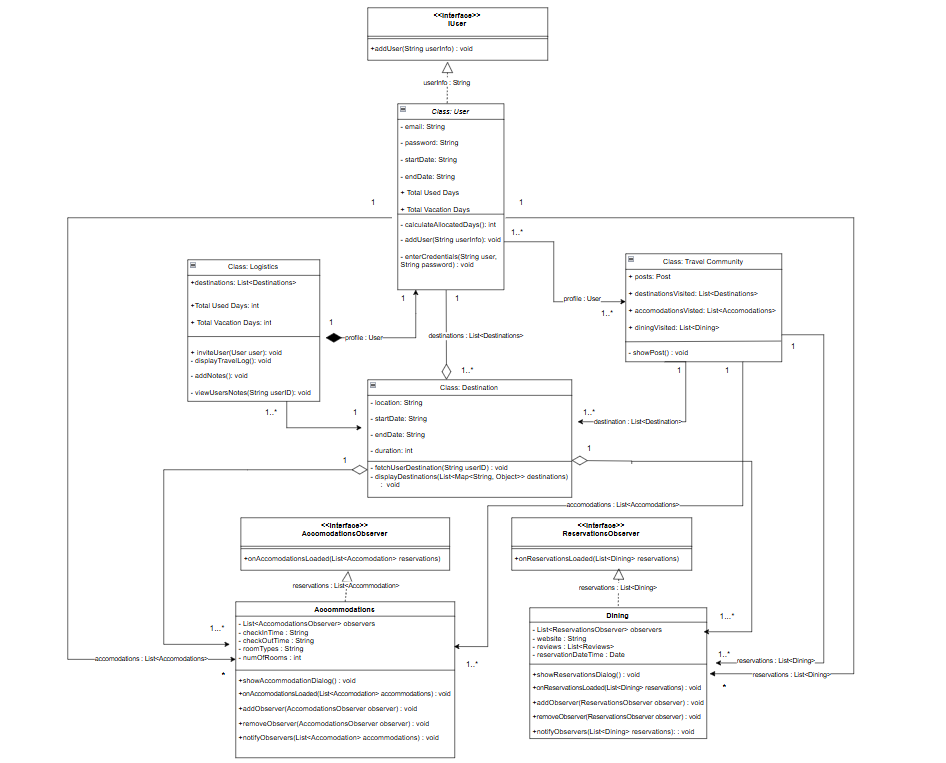 <<Interface>>
IUser
+addUser(String userInfo) : void
userInfo : String
Class: User
- email: String
- password: String
- startDate: String
- endDate: String
+ Total Used Days
+ Total Vacation Days
- calculateAllocatedDays(): int
- addUser(String userInfo): void
- enterCredentials(String user,
String password) : void
1
1
1..*
Class: Logistics
+destinations: List<Destinations>
+Total Used Days: int
+ Total Vacation Days: int
+ inviteUser(User user): void
- displayTravelLog(): void
- addNotes(): void
- viewUsersNotes(String userID): void
1
profile : User
1
1
destinations : List<Destinations>
1..*
profile : User
1..*
Class: Travel Community
+ posts: Post
+ destinationsVisited: List<Destinations>
+ accomodationsVisted: List<Accomodations>
+ diningVisited: List<Dining>
- showPost() : void
1
1
1
1..*
1
Class: Destination
- location: String
- startDate: String
- endDate: String
- duration: int
- fetchUserDestination(String userID) : void
- displayDestinations(List<Map<String, Object>> destinations)
: void
1..*
destination : List<Destination>
1
1
accomodations : List<Accomodations>
<<Interface>>
AccomodationsObserver
+onAccomodationsLoaded(List<Accomodation> reservations)
reservations : List<Accommodation>
<<Interface>>
ReservationsObserver
+onReservationsLoaded(List<Dining> reservations)
reservations : List<Dining>
Accommodations
- List<AccomodationsObserver> observers
- checkInTime : String
- checkOutTime : String
- roomTypes : String
- numOfRooms : int
+showAccommodationDialog() : void
+onAccomodationsLoaded(List<Accomodation> accommodations) : void
+addObserver(AccomodationsObserver observer) : void
+removeObserver(AccomodationsObserver observer) : void
+notifyObservers(List<Accomodation> accommodations) : void
1...*
accomodations : List<Accomodations>
*
1..*
Dining
- List<ReservationsObserver> observers
- website : String
- reviews : List<Reviews>
- reservationDateTime : Date
+showReservationsDialog() : void
+onReservationsLoaded(List<Dining> reservations) : void
+addObserver(ReservationsObserver observer) : void
+removeObserver(ReservationsObserver observer) : void
+notifyObservers(List<Dining> reservations): : void
1...*
1..*
reservations : List<Dining>
reservations : List<Dining>
*